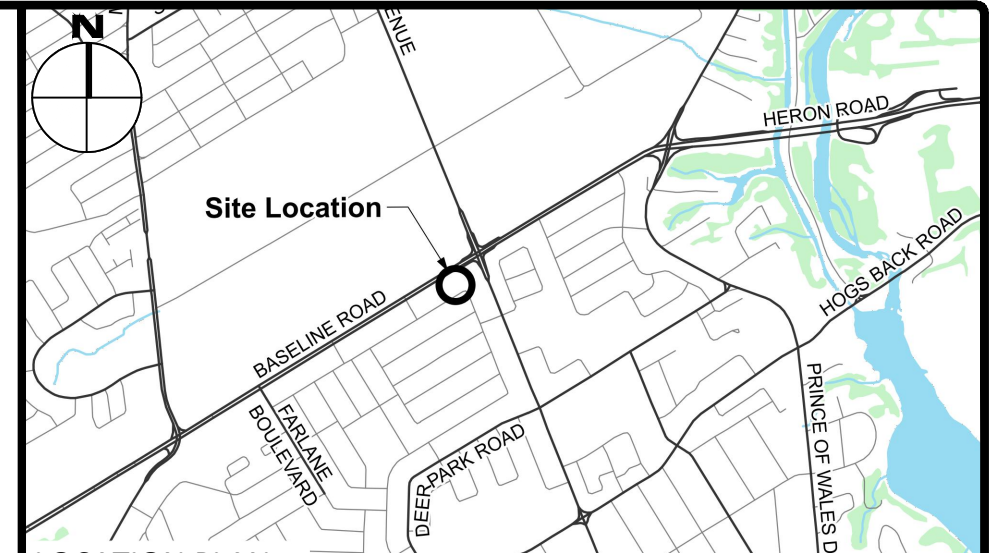 N
ENUE
HERON ROAD
Site Location
HOGS BACK ROAD
BASELINE ROAD
FARLANE
BOULEVARD
DEER PARK ROAD
PRINCE OF WALES D